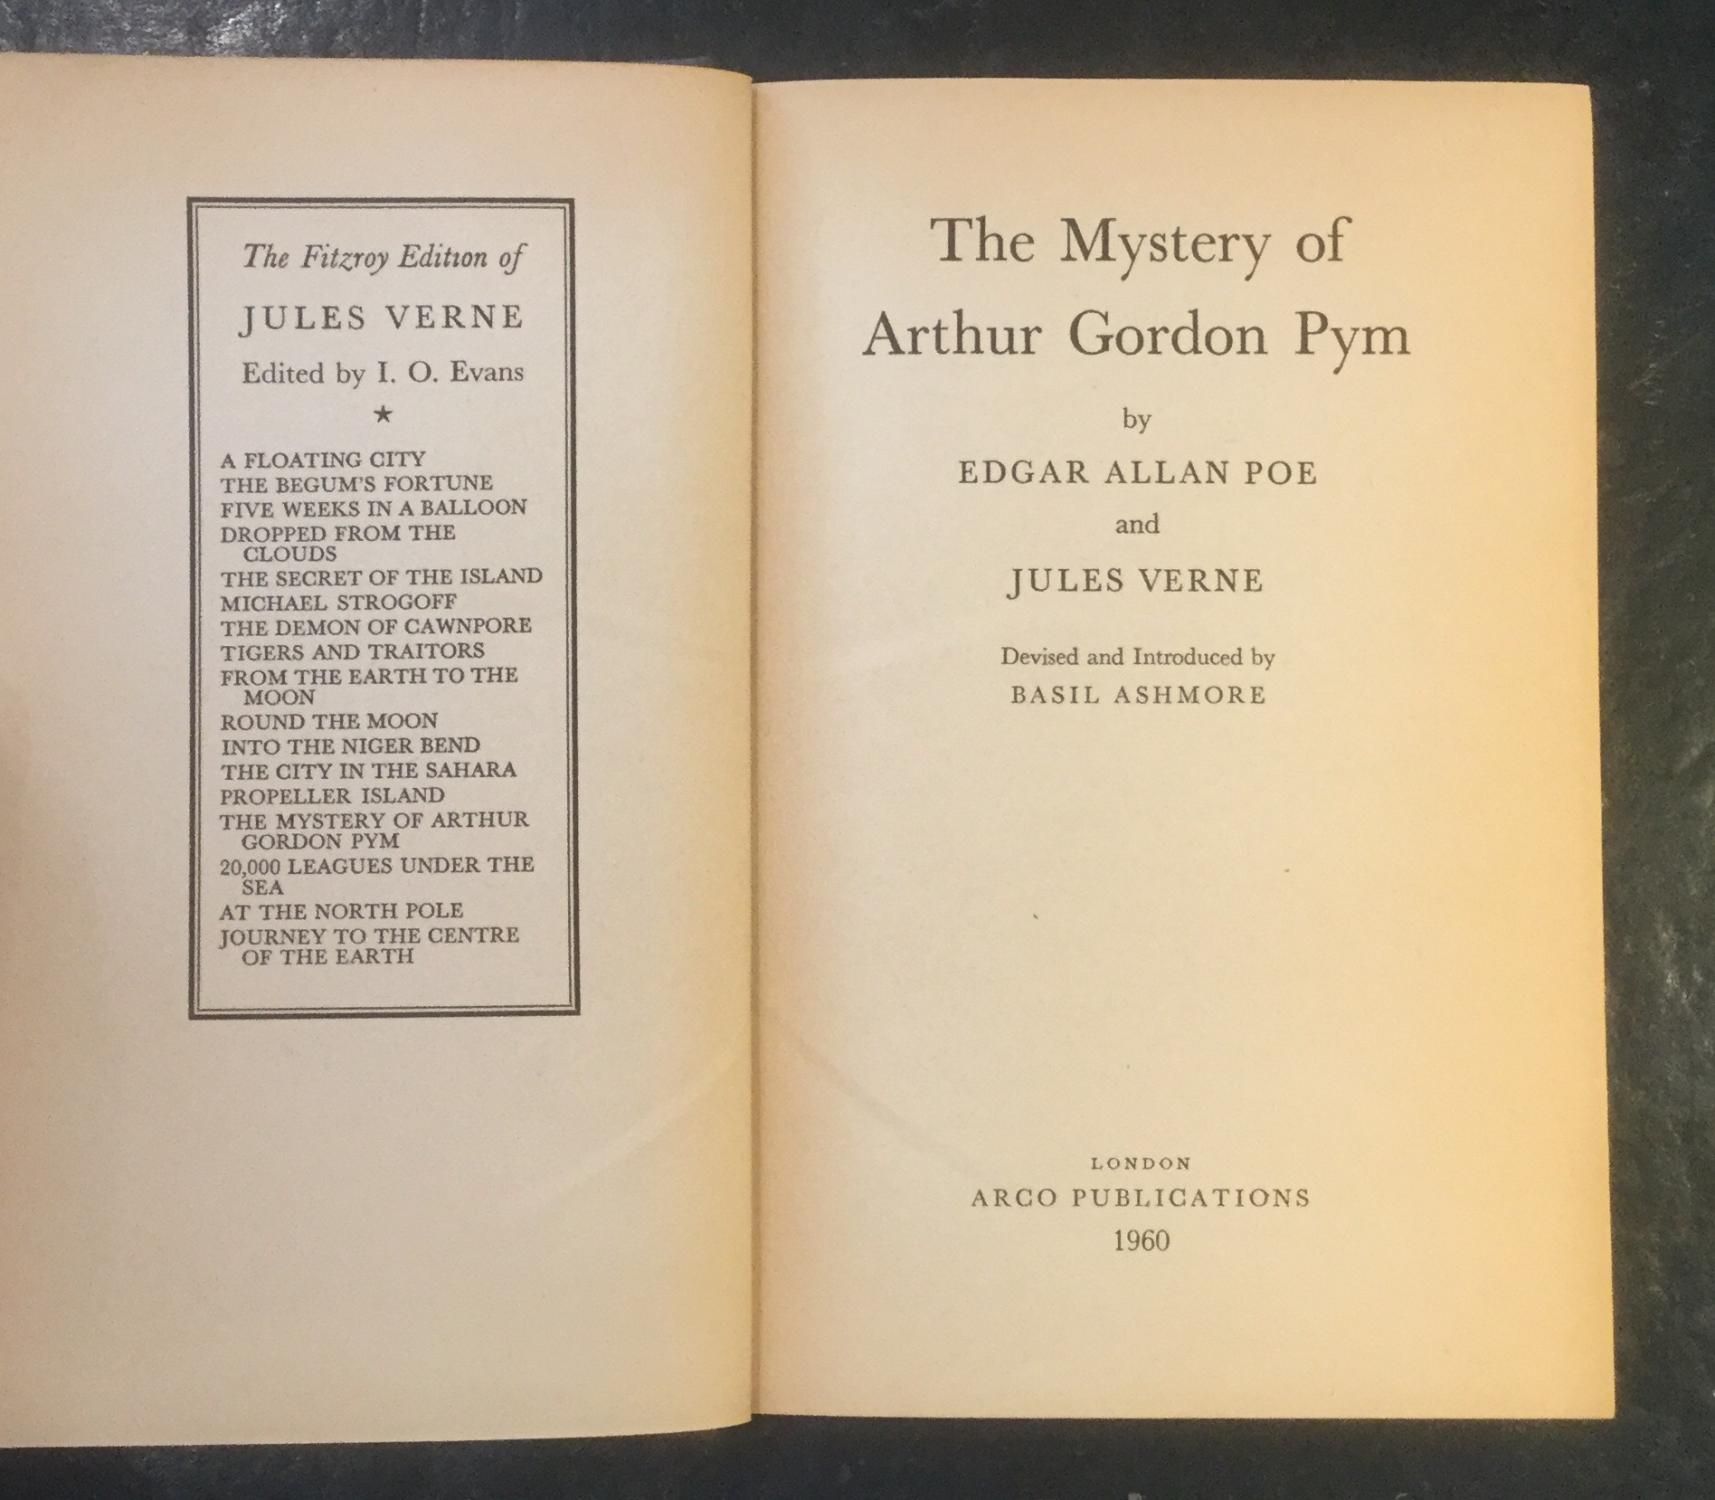 The Fitzroy Edition of
JULES VERNE
Edited by I. O. Evans
★
A FLOATING CITY
THE BEGUM'S FORTUNE
FIVE WEEKS IN A BALLOON
DROPPED FROM THE
CLOUDS
THE SECRET OF THE ISLAND
MICHAEL STROGOFF
THE DEMON OF CAWNPORE
TIGERS AND TRAITORS
FROM THE EARTH TO THE
MOON
ROUND THE MOON
INTO THE NIGER BEND
THE CITY IN THE SAHARA
PROPELLER ISLAND
THE MYSTERY OF ARTHUR
GORDON PYM
20,000 LEAGUES UNDER THE
SEA
AT THE NORTH POLE
JOURNEY TO THE CENTRE
OF THE EARTH
The Mystery of
Arthur Gordon Pym
by
EDGAR ALLAN POE
and
JULES VERNE
Devised and Introduced by
BASIL ASHMORE
LONDON
ARCO PUBLICATIONS
1960